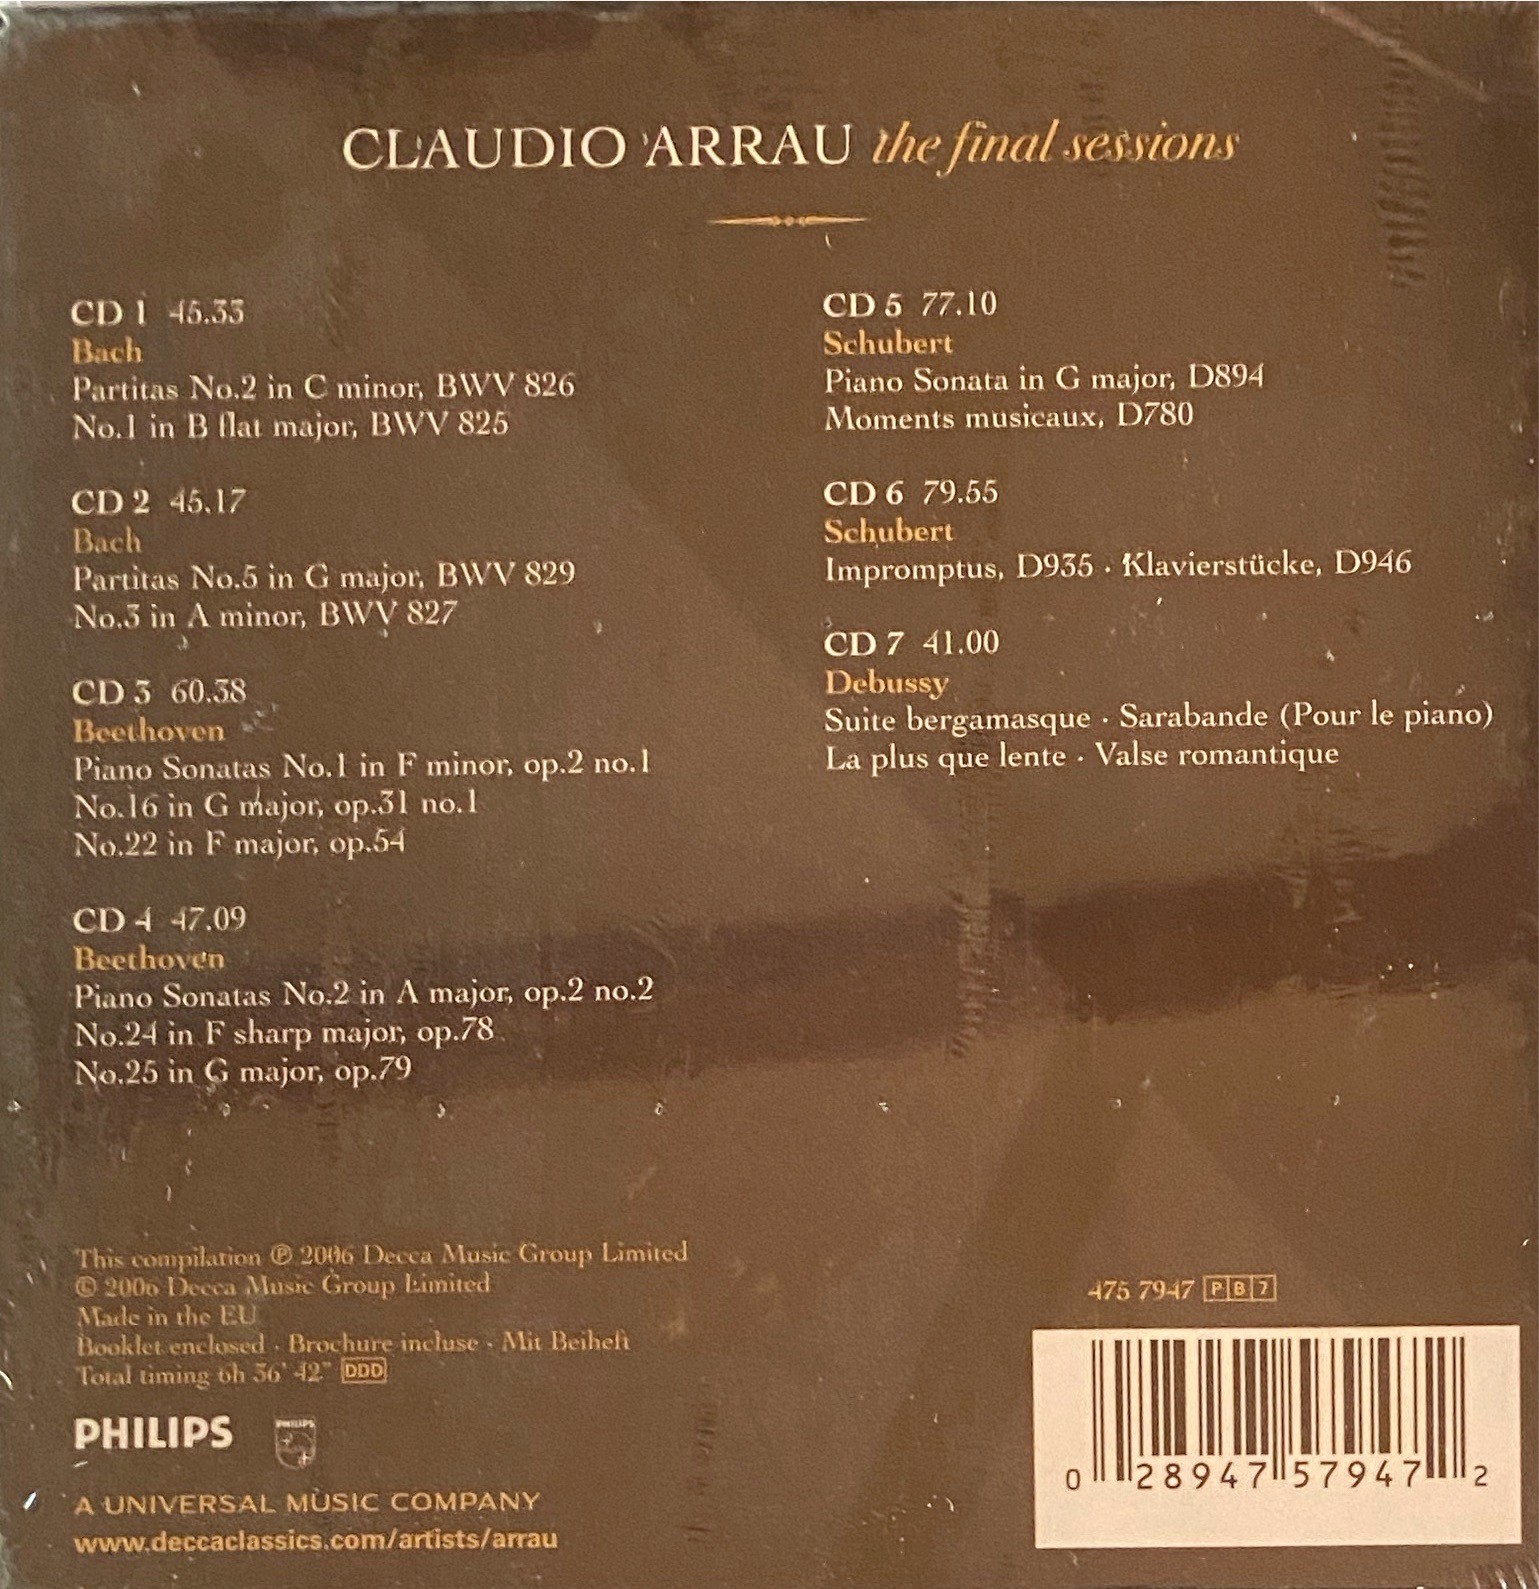 CLAUDIO ARRAU the final sessions
CD 1 45.33
Bach
Partitas No.2 in C minor, BWV 826
No.1 in B flat major, BWV 825
CD 2 45.17
Bach
Partitas No.5 in G major, BWV 829
No.3 in A minor, BWV 827
CD 3 60.38
Beethoven
Piano Sonatas No.1 in F minor, op.2 no.1
No.16 in G major, op.31 no.1
No.22 in F major, op.54
CD 4 47.09
Beethoven
Piano Sonatas No.2 in A major, op.2 no.2
No.24 in F sharp major, op.78
No.25 in G major, op.79
CD 5 77.10
Schubert
Piano Sonata in G major, D894
Moments musicaux, D780
CD 6 79.55
Schubert
Impromptus, D935 · Klavierstücke, D946
CD 7 41.00
Debussy
Suite bergamasque · Sarabande (Pour le piano)
La plus que lente · Valse romantique
This compilation ℗ 2006 Decca Music Group Limited
© 2006 Decca Music Group Limited
Made in the EU
Booklet enclosed · Brochure incluse · Mit Beiheft
Total timing 6h 36' 42" DDD
PHILIPS PHILIPS
A UNIVERSAL MUSIC COMPANY
www.deccaclassics.com/artists/arrau
475 7947 P B 7
0 28947 57947 2